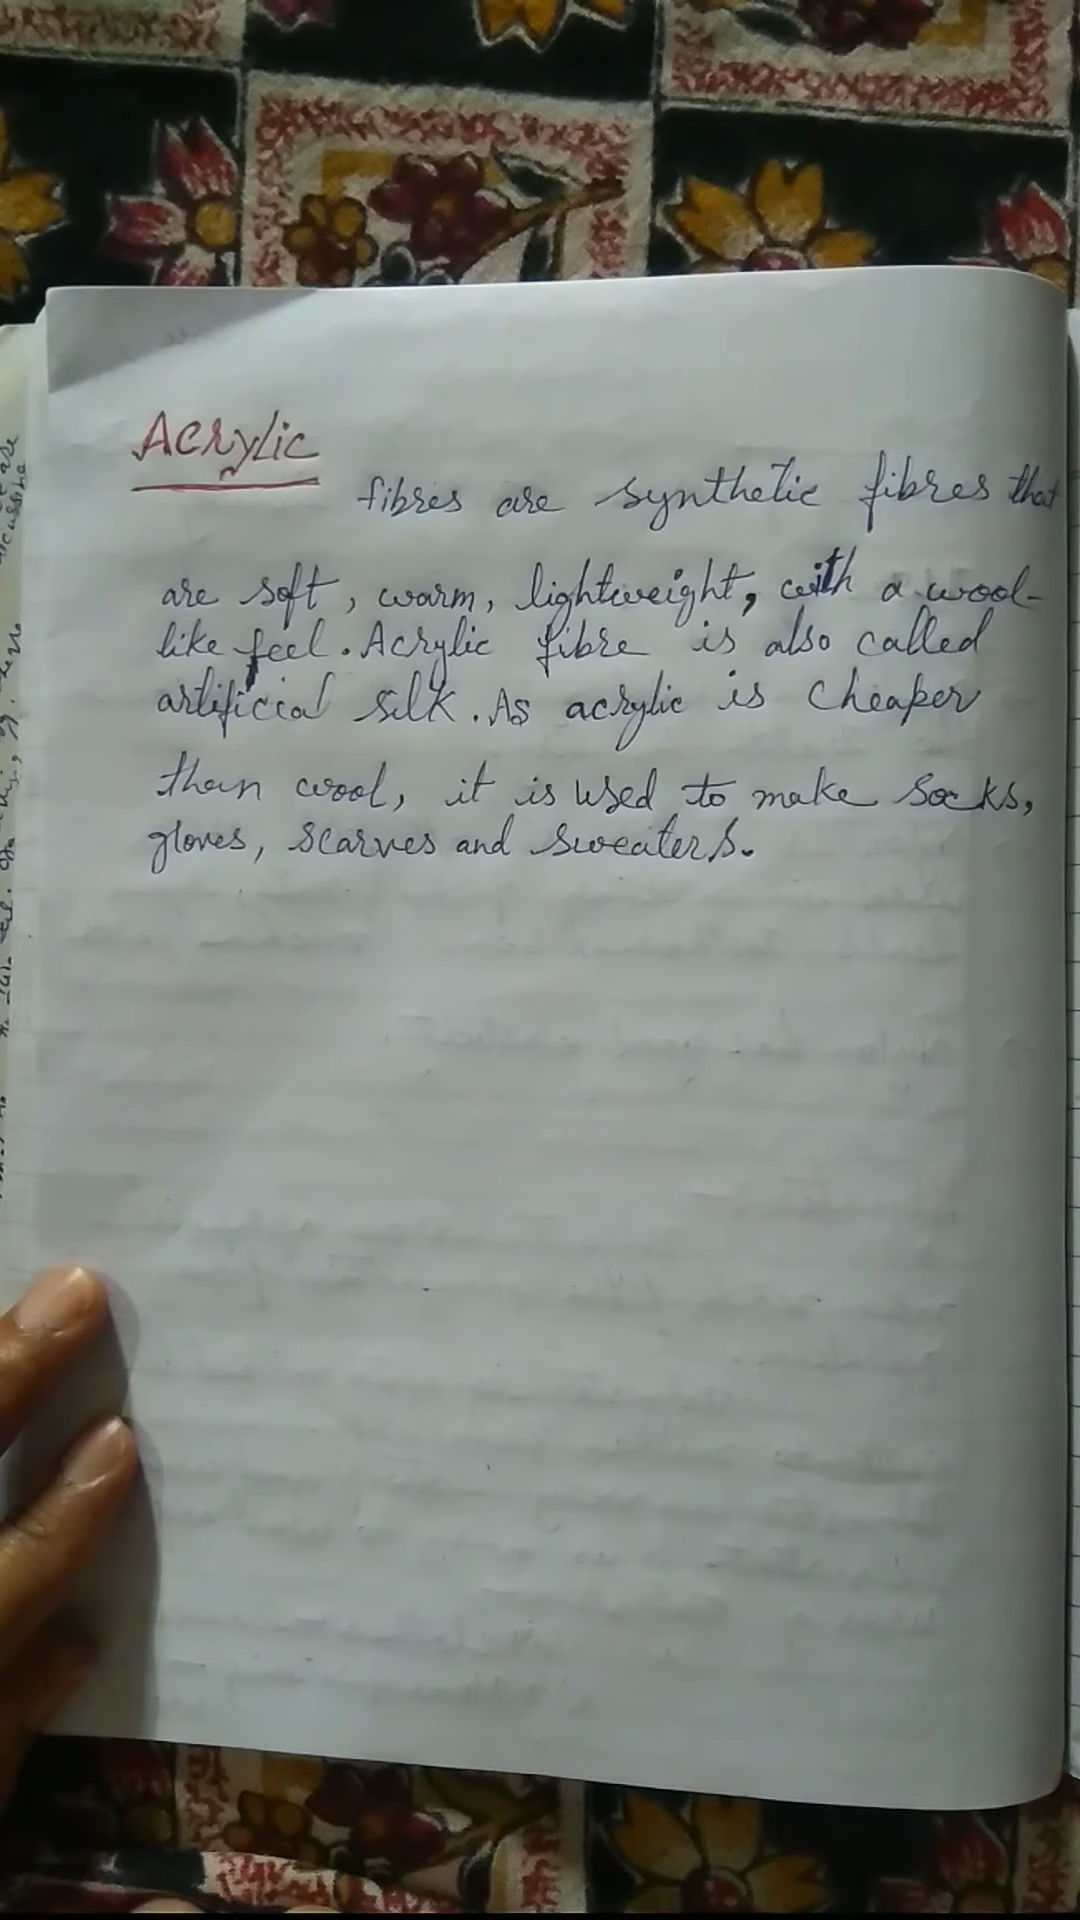 Acrylic
fibres are synthetic fibres that
are soft, warm, lightweight, with a wool-
like feel. Acrylic fibre is also called
artificial silk. As acrylic is cheaper
than wool, it is used to make socks,
gloves, scarves and sweaters.